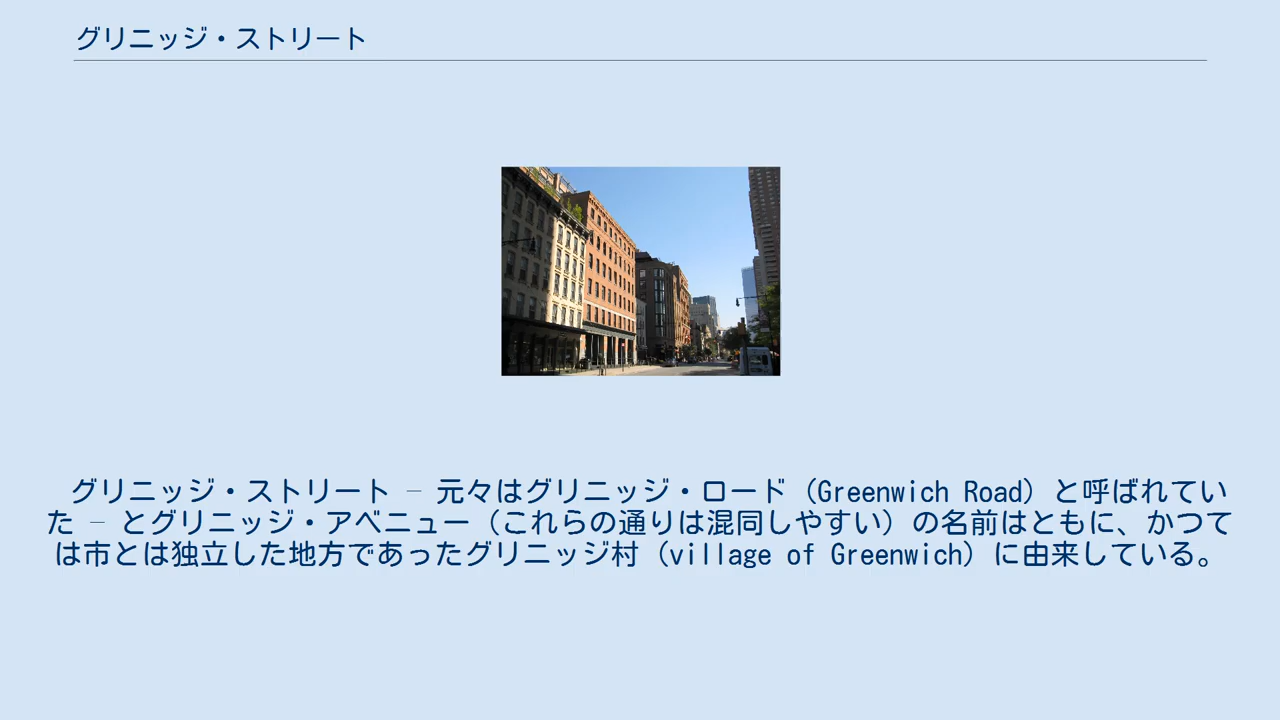 グリニッジ・ストリート
グリニッジ・ストリート – 元々はグリニッジ・ロード（Greenwich Road）と呼ばれてい
た – とグリニッジ・アベニュー（これらの通りは混同しやすい）の名前はともに、かつて
は市とは独立した地方であったグリニッジ村（village of Greenwich）に由来している。